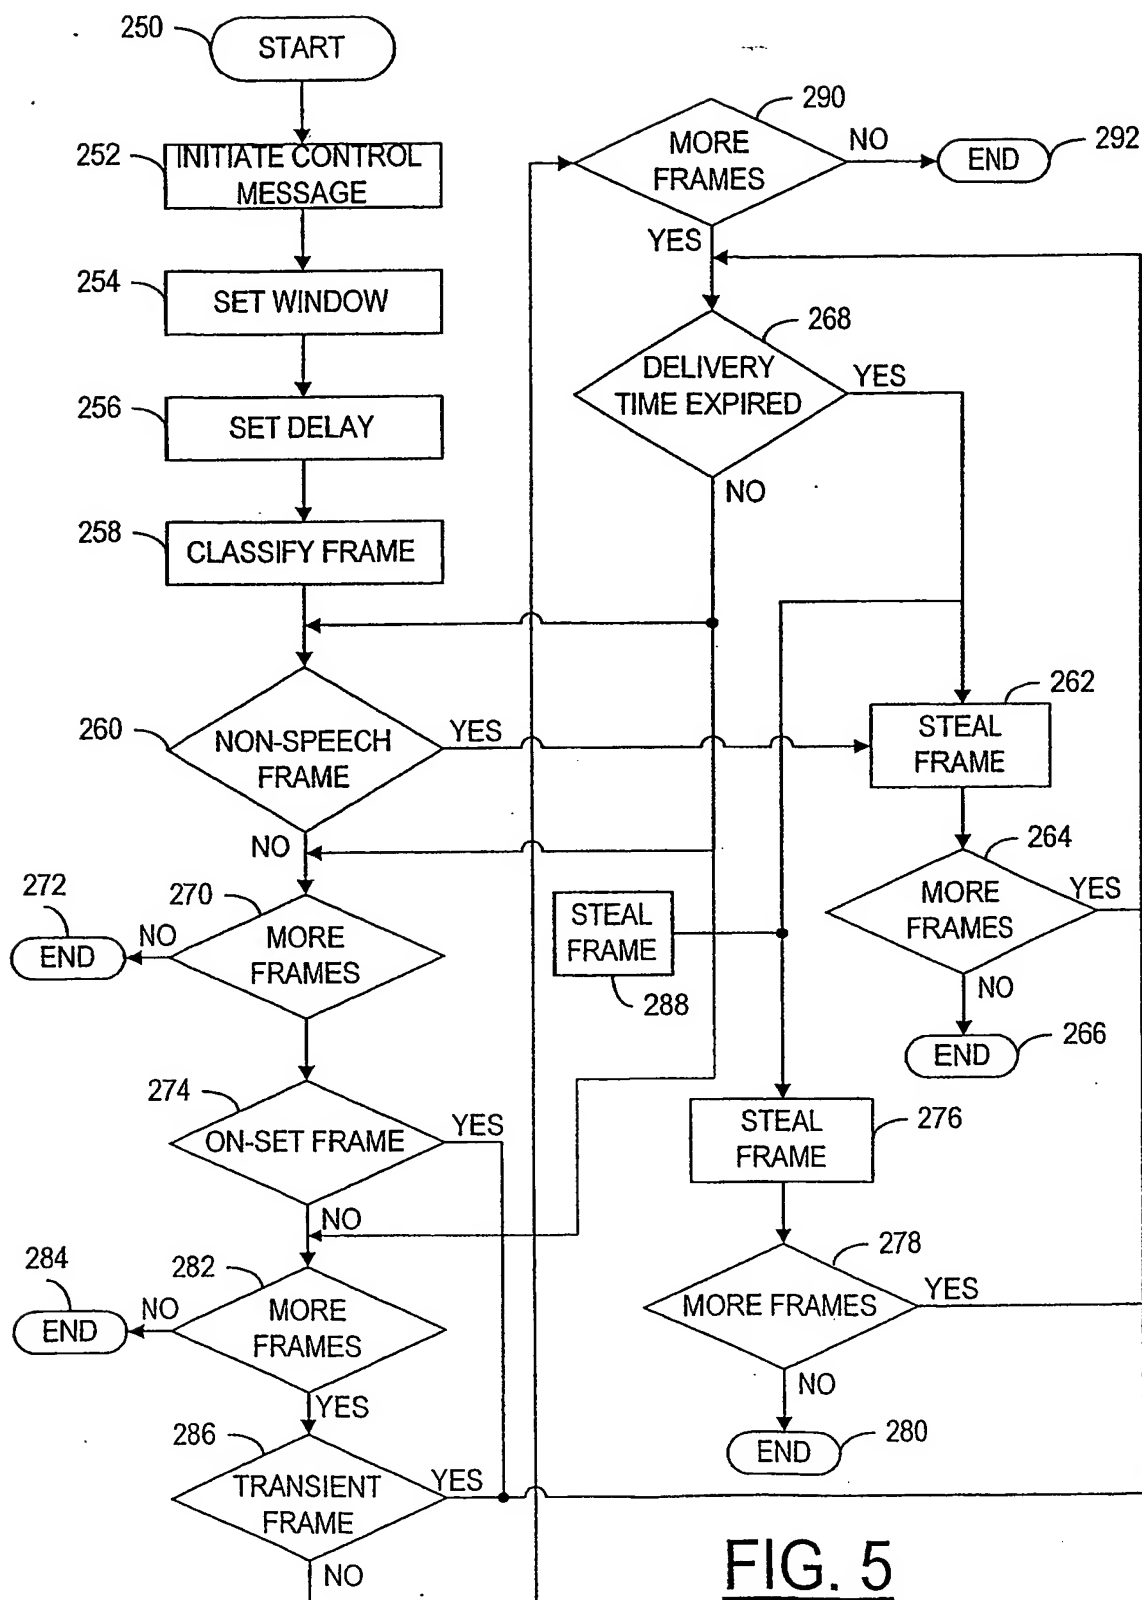 250
START
252
INITIATE CONTROL
MESSAGE
254
SET WINDOW
256
SET DELAY
258
CLASSIFY FRAME
260
NON-SPEECH
FRAME
YES
NO
272
END
NO
270
MORE
FRAMES
274
ON-SET FRAME
YES
NO
284
END
NO
282
MORE
FRAMES
YES
286
TRANSIENT
FRAME
YES
NO
290
MORE
FRAMES
NO
END
292
YES
268
DELIVERY
TIME EXPIRED
YES
NO
262
STEAL
FRAME
264
MORE
FRAMES
YES
NO
END
266
STEAL
FRAME
288
STEAL
FRAME
276
278
MORE FRAMES
YES
NO
END
280
FIG. 5